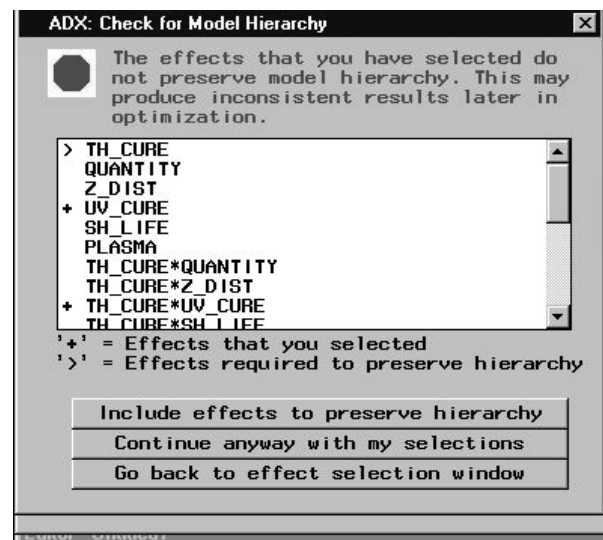 ADX: Check for Model Hierarchy
The effects that you have selected do
not preserve model hierarchy. This may
produce inconsistent results later in
optimization.
> TH_CURE
QUANTITY
Z_DIST
+ UV_CURE
SH_LIFE
PLASMA
TH_CURE*QUANTITY
TH_CURE*Z_DIST
+ TH_CURE*UV_CURE
TH_CURE*SH_LIFE
'+' = Effects that you selected
'>' = Effects required to preserve hierarchy
Include effects to preserve hierarchy
Continue anyway with my selections
Go back to effect selection window